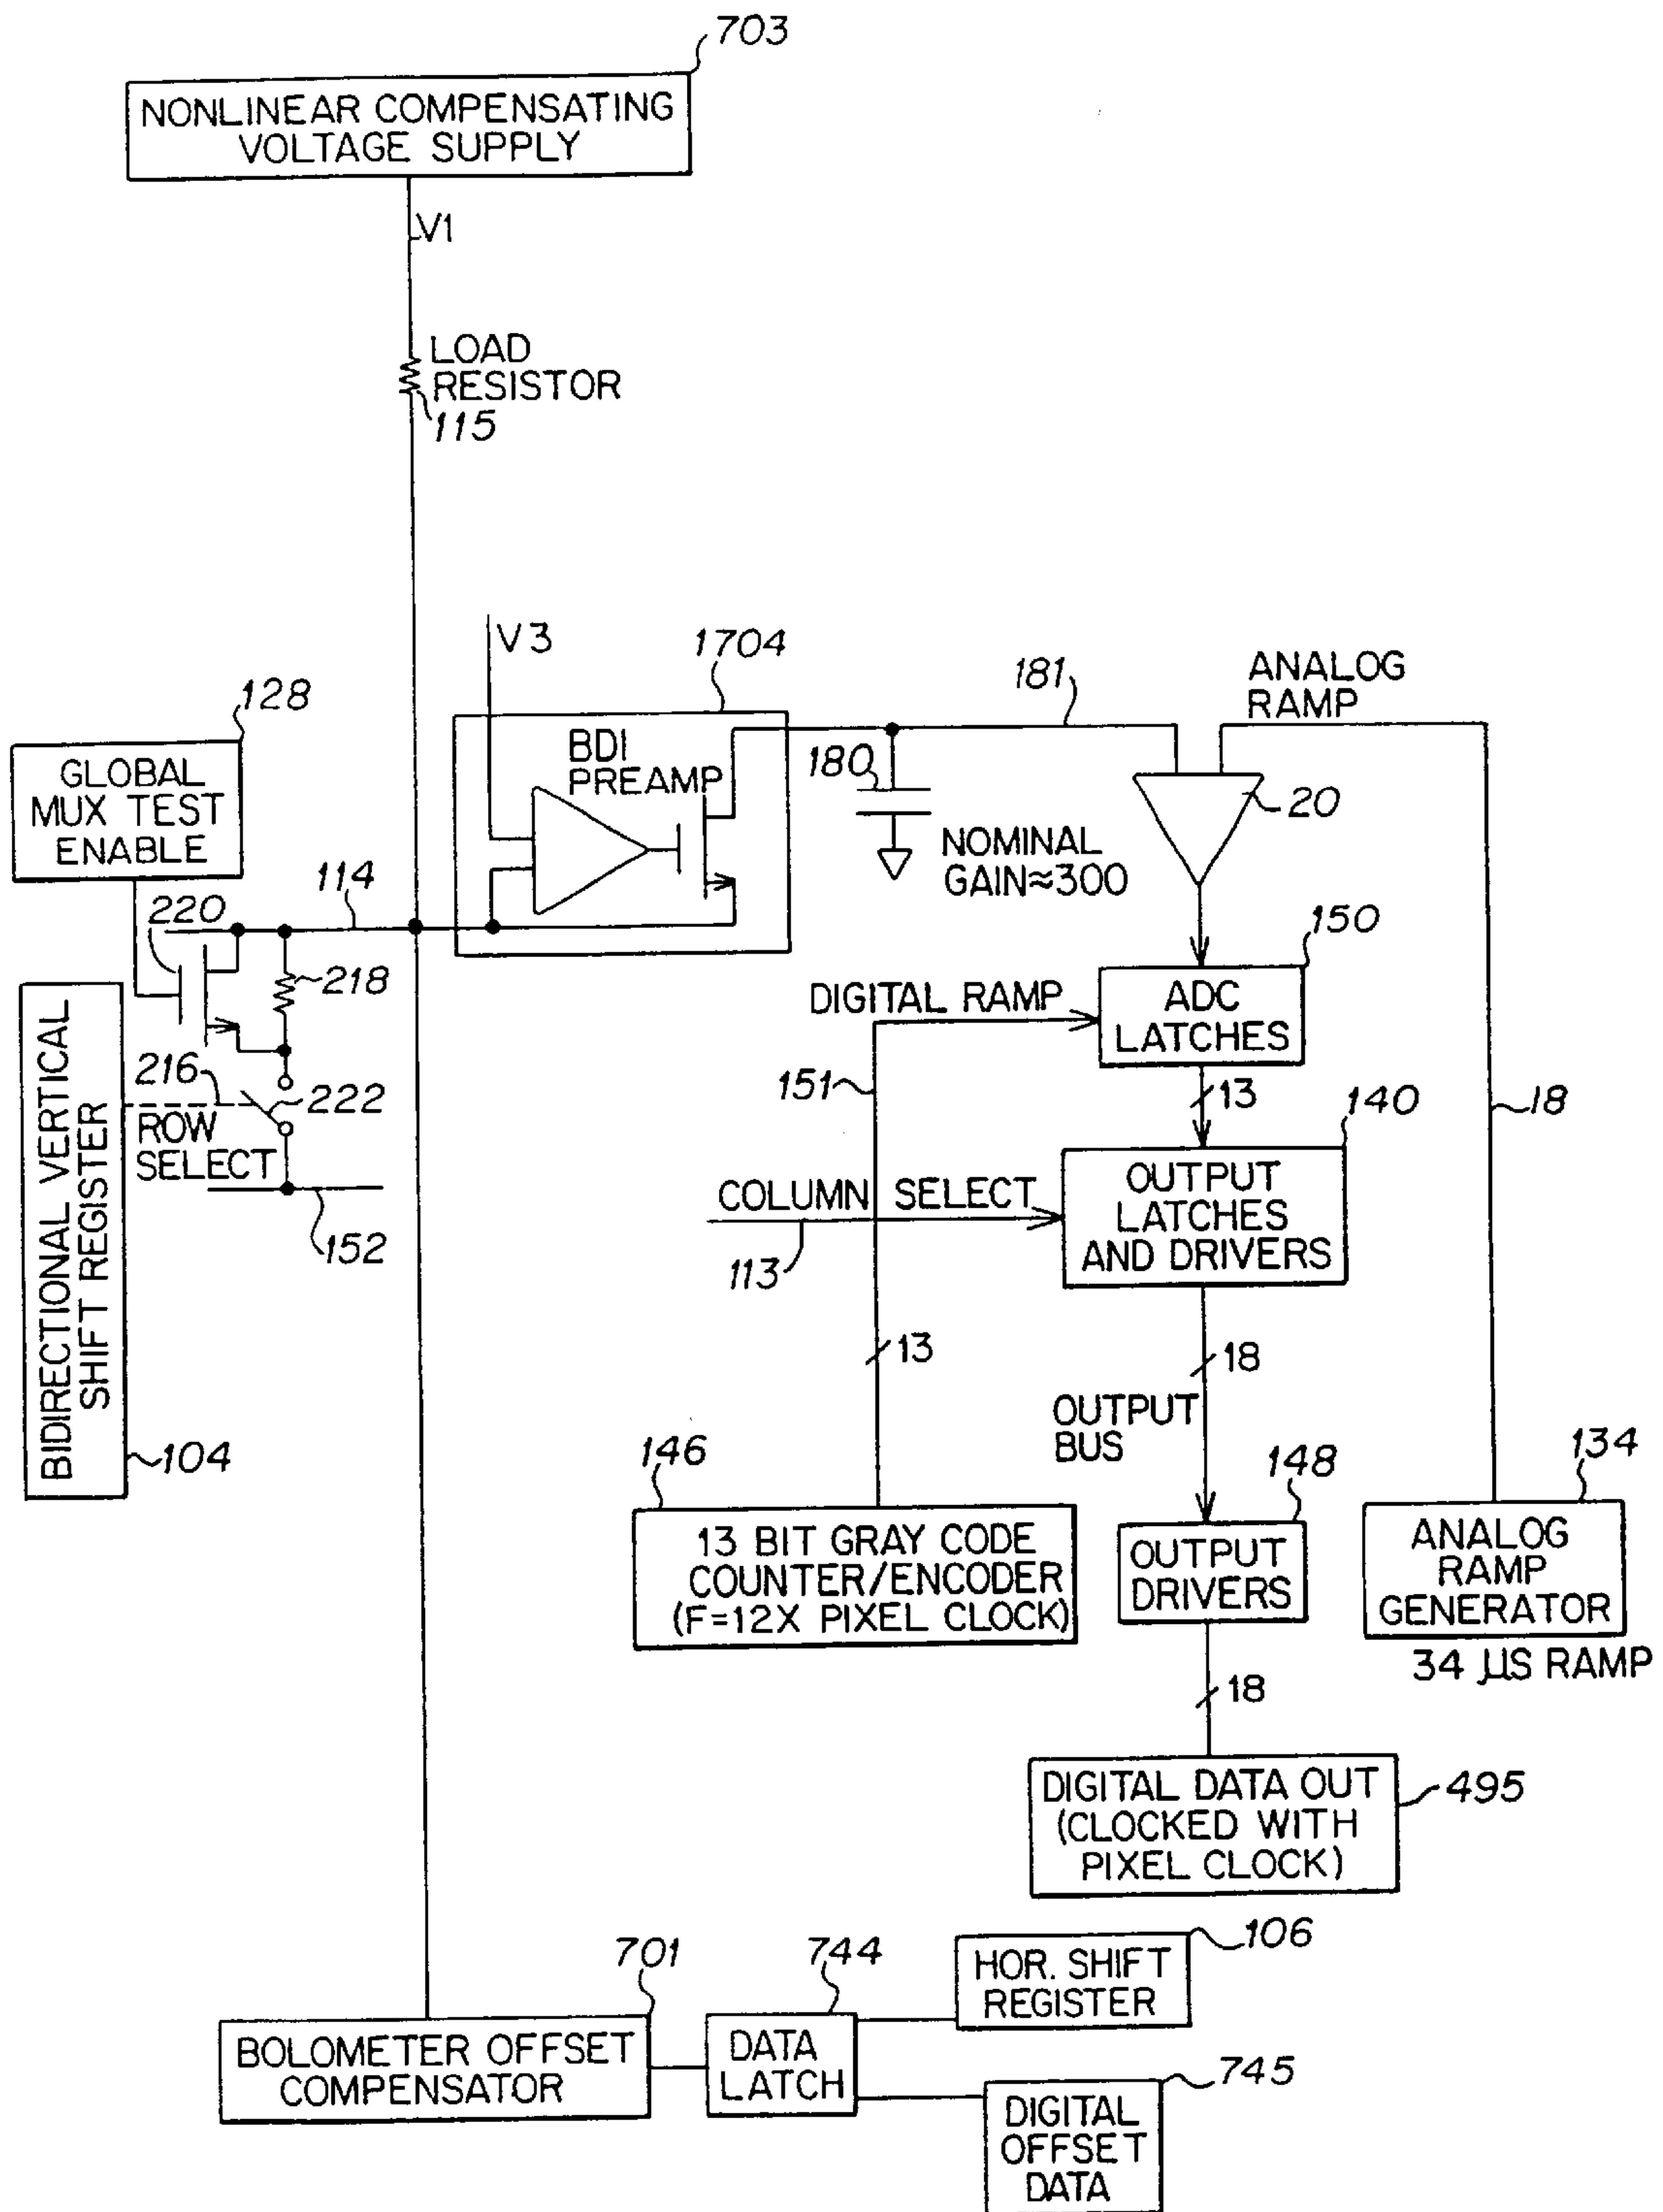 703
NONLINEAR COMPENSATING
VOLTAGE SUPPLY
V1
LOAD
RESISTOR
115
V3
1704
181
ANALOG
RAMP
128
GLOBAL
MUX TEST
ENABLE
BDI
PREAMP
180
20
NOMINAL
GAIN≈300
114
220
218
150
DIGITAL RAMP
ADC
LATCHES
216
222
ROW
SELECT
151
13
140
18
BIDIRECTIONAL VERTICAL
SHIFT REGISTER
152
COLUMN SELECT
113
OUTPUT
LATCHES
AND DRIVERS
13
18
OUTPUT
BUS
104
146
148
134
13 BIT GRAY CODE
COUNTER/ENCODER
(F=12X PIXEL CLOCK)
OUTPUT
DRIVERS
ANALOG
RAMP
GENERATOR
34 µS RAMP
18
DIGITAL DATA OUT
(CLOCKED WITH
PIXEL CLOCK)
495
701
744
106
HOR. SHIFT
REGISTER
BOLOMETER OFFSET
COMPENSATOR
DATA
LATCH
745
DIGITAL
OFFSET
DATA